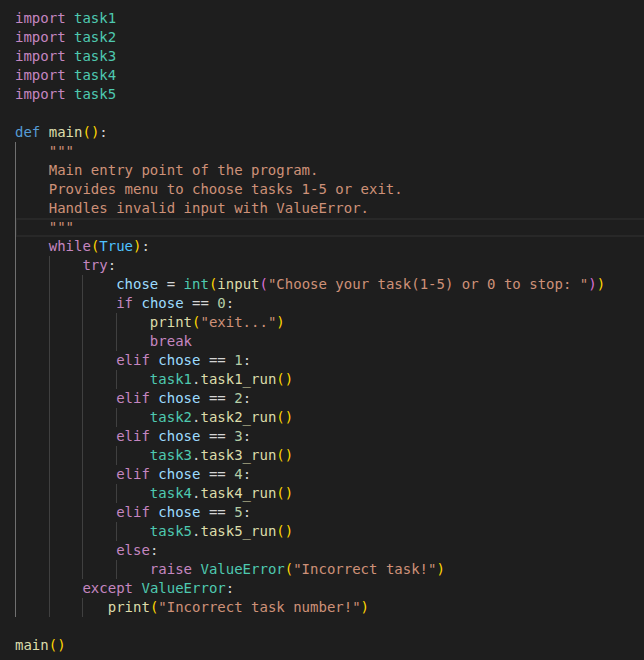 import task1
import task2
import task3
import task4
import task5

def main():
    """
    Main entry point of the program.
    Provides menu to choose tasks 1-5 or exit.
    Handles invalid input with ValueError.
    """
    while(True):
        try:
            chose = int(input("Choose your task(1-5) or 0 to stop: "))
            if chose == 0:
                print("exit...")
                break
            elif chose == 1:
                task1.task1_run()
            elif chose == 2:
                task2.task2_run()
            elif chose == 3:
                task3.task3_run()
            elif chose == 4:
                task4.task4_run()
            elif chose == 5:
                task5.task5_run()
            else:
                raise ValueError("Incorrect task!")
        except ValueError:
           print("Incorrect task number!")

main()